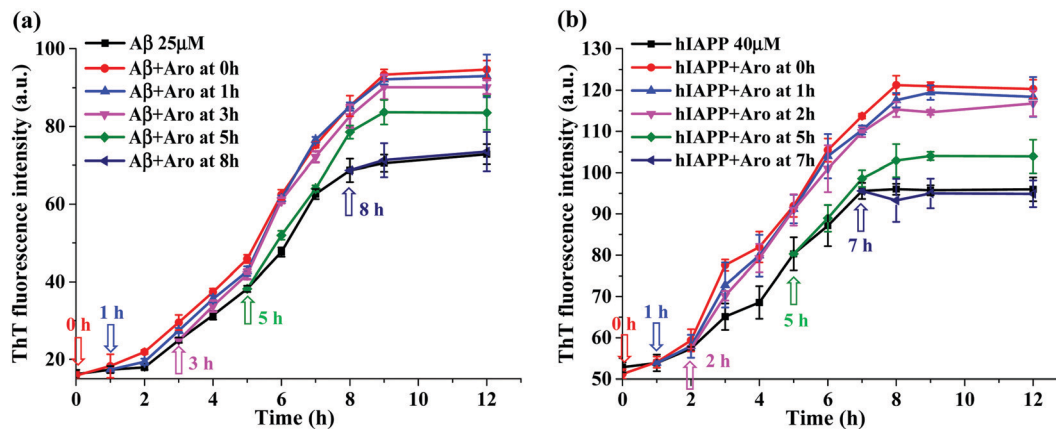 (a)
Aβ 25μM
Aβ+Aro at 0h
Aβ+Aro at 1h
Aβ+Aro at 3h
Aβ+Aro at 5h
Aβ+Aro at 8h
ThT fluorescence intensity (a.u.)
100
80
60
40
20
0 h
1 h
3 h
5 h
8 h
0 2 4 6 8 10 12
Time (h)
(b)
hIAPP 40μM
hIAPP+Aro at 0h
hIAPP+Aro at 1h
hIAPP+Aro at 2h
hIAPP+Aro at 5h
hIAPP+Aro at 7h
ThT fluorescence intensity (a.u.)
130
120
110
100
90
80
70
60
50
0 h
1 h
2 h
5 h
7 h
0 2 4 6 8 10 12
Time (h)